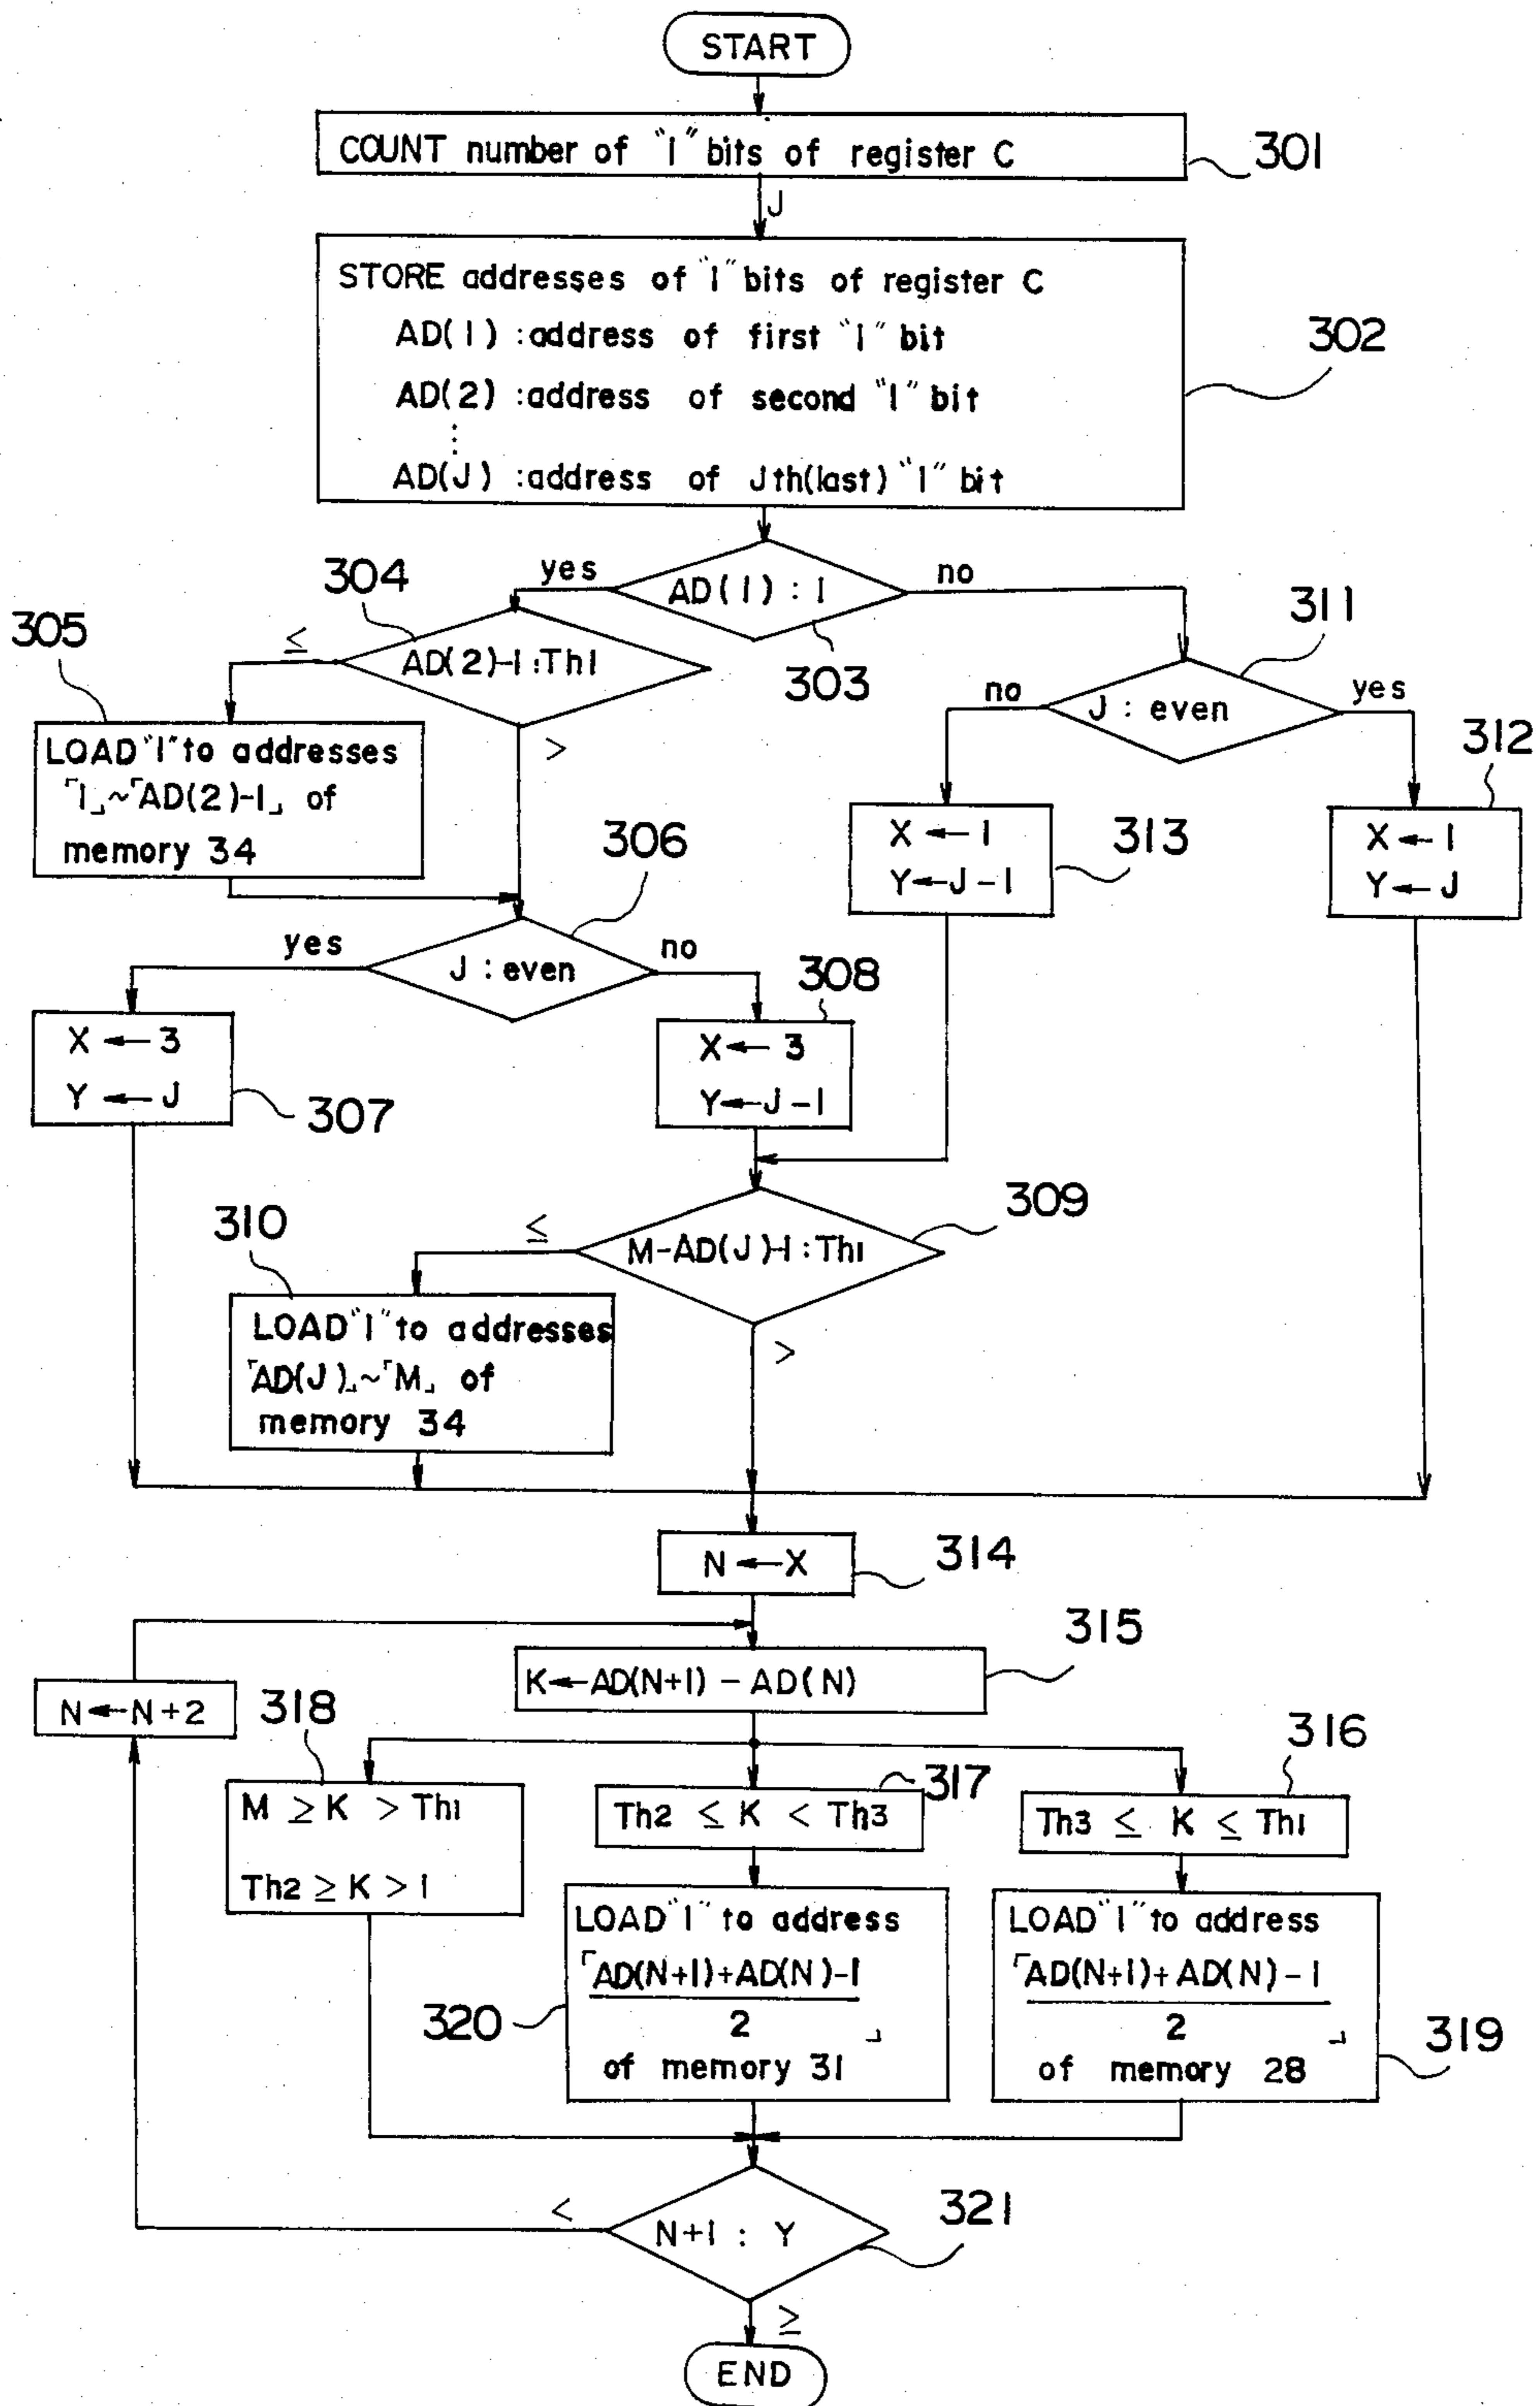 START
COUNT number of "1" bits of register C
301
J
STORE addresses of "1" bits of register C
AD(1) :address of first "1" bit
AD(2) :address of second "1" bit
⋮
AD(J) :address of Jth(last) "1" bit
302
AD(1) : 1
303
yes
no
304
AD(2)-1:Th1
≤
>
305
LOAD "1" to addresses
「1」~「AD(2)-1」 of
memory 34
311
J : even
no
yes
312
X ← 1
Y ← J
313
X ← 1
Y ← J-1
306
J : even
yes
no
307
X ← 3
Y ← J
308
X ← 3
Y ← J-1
309
M-AD(J)-1:Th1
≤
>
310
LOAD "1" to addresses
「AD(J)」~「M」 of
memory 34
N ← X
314
K ← AD(N+1) - AD(N)
315
N ← N+2
318
M ≥ K > Th1
Th2 ≥ K > 1
317
Th2 ≤ K < Th3
316
Th3 ≤ K ≤ Th1
LOAD "1" to address
「AD(N+1)+AD(N)-1
2 」
of memory 31
320
LOAD "1" to address
「AD(N+1)+AD(N)-1
2 」
of memory 28
319
N+1 : Y
321
<
≥
END